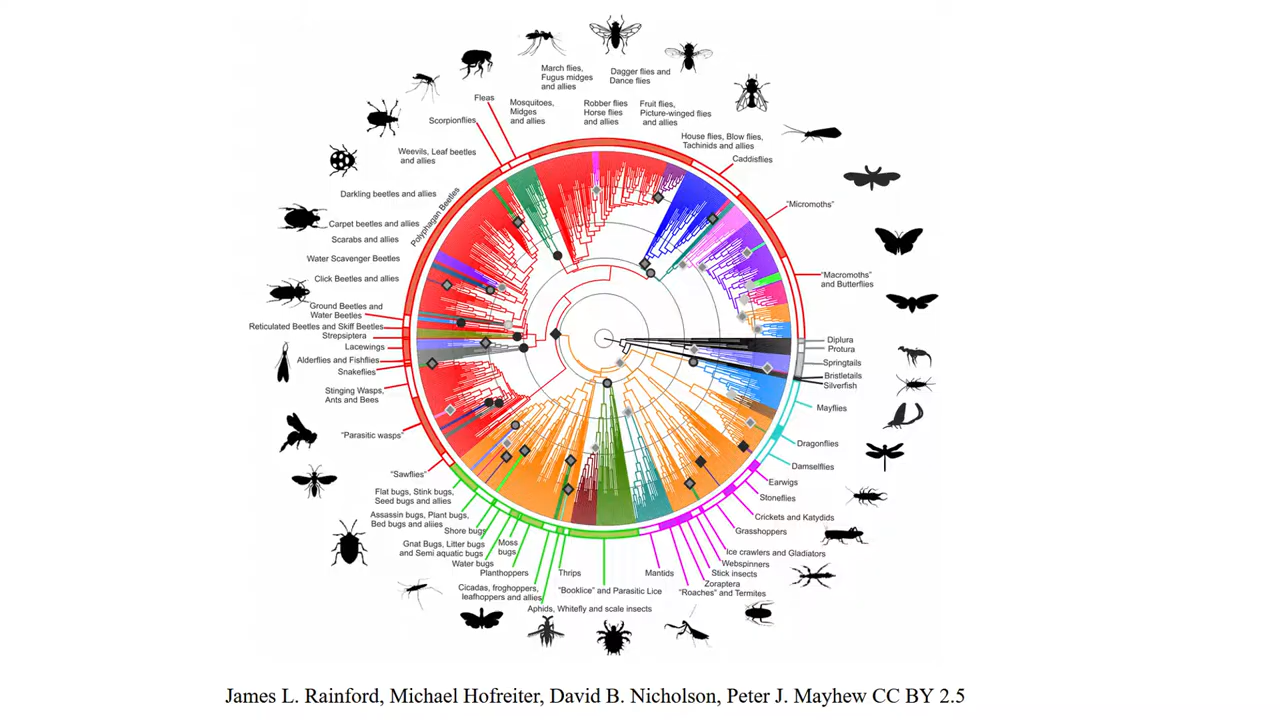 March flies,
Fugus midges
and allies
Dagger flies and
Dance flies
Fleas
Mosquitoes,
Midges
and allies
Robber flies
Horse flies
and allies
Fruit flies,
Picture-winged flies
and allies
Scorpionflies
House flies, Blow flies,
Tachinids and allies
Caddisflies
Weevils, Leaf beetles
and allies
Darkling beetles and allies
Polyphagan Beetles
"Micromoths"
Carpet beetles and allies
Scarabs and allies
Water Scavenger Beetles
Click Beetles and allies
"Macromoths"
and Butterflies
Ground Beetles and
Water Beetles
Reticulated Beetles and Skiff Beetles
Strepsiptera
Lacewings
Alderflies and Fishflies
Snakeflies
Diplura
Protura
Springtails
Bristletails
Silverfish
Stinging Wasps,
Ants and Bees
Mayflies
"Parasitic wasps"
Dragonflies
Damselflies
"Sawflies"
Earwigs
Flat bugs, Stink bugs,
Seed bugs and allies
Stoneflies
Assassin bugs, Plant bugs,
Bed bugs and allies
Crickets and Katydids
Shore bugs
Grasshoppers
Gnat Bugs, Litter bugs
and Semi aquatic bugs
Moss
bugs
Ice crawlers and Gladiators
Water bugs
Webspinners
Planthoppers
Thrips
Mantids
Stick insects
Zoraptera
Cicadas, froghoppers,
leafhoppers and allies
"Booklice" and Parasitic Lice
"Roaches" and Termites
Aphids, Whitefly and scale insects
James L. Rainford, Michael Hofreiter, David B. Nicholson, Peter J. Mayhew CC BY 2.5